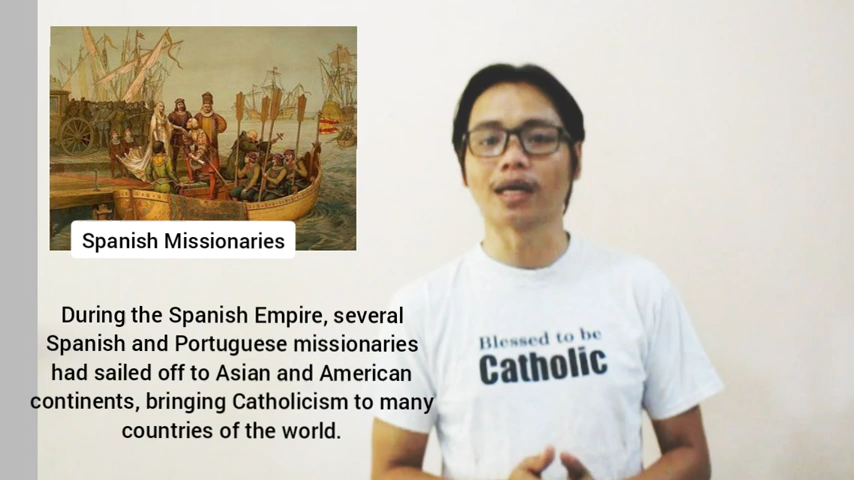 Spanish Missionaries
During the Spanish Empire, several
Spanish and Portuguese missionaries
had sailed off to Asian and American
continents, bringing Catholicism to many
countries of the world.
Blessed to be
Catholic